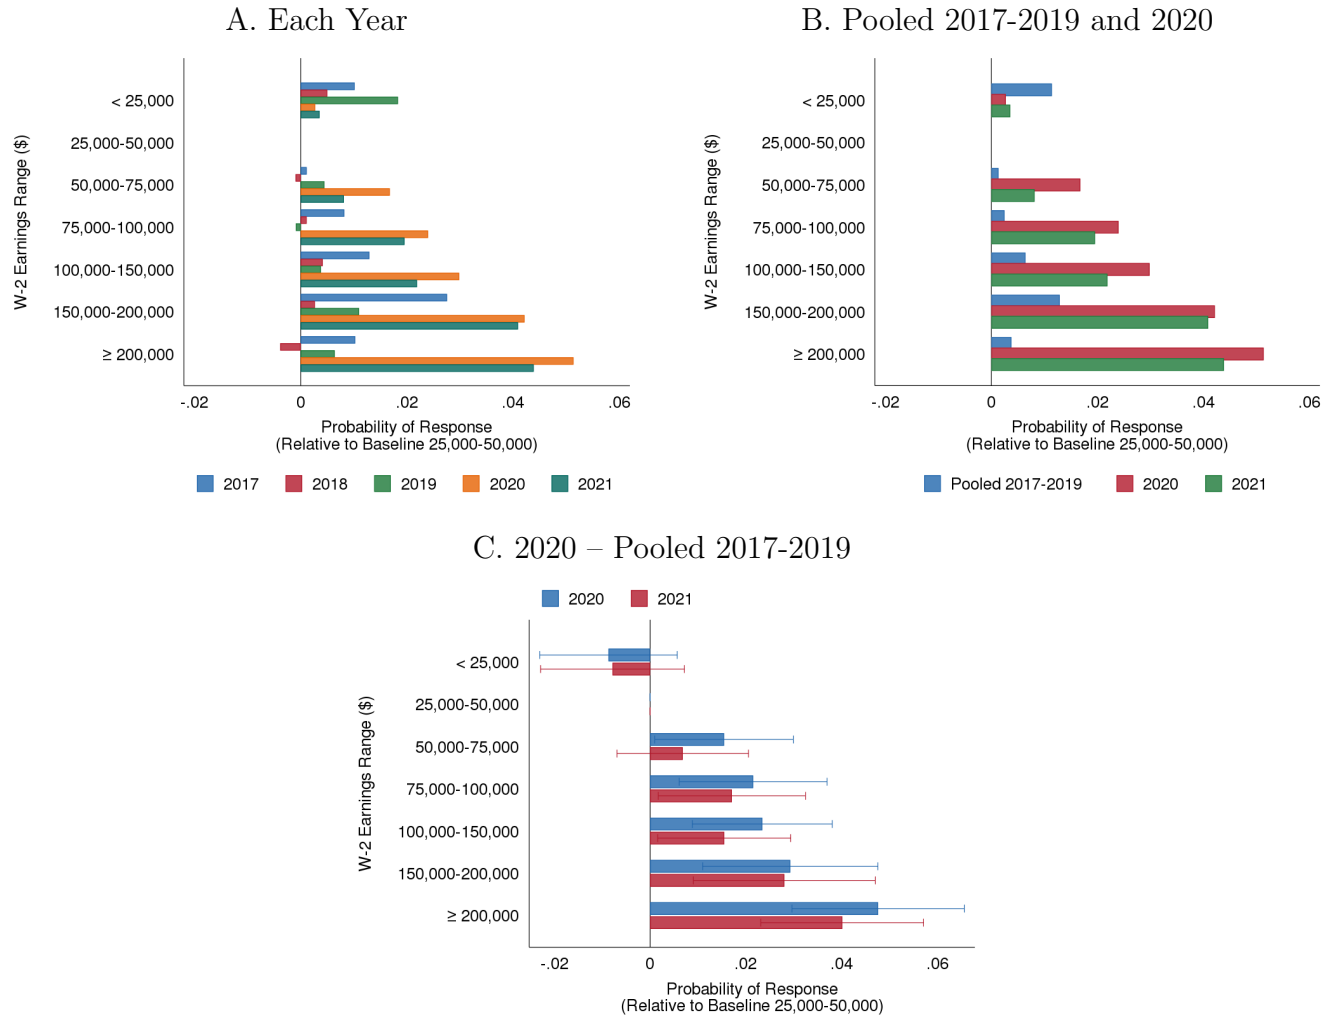 A. Each Year
W-2 Earnings Range ($)
< 25,000
25,000-50,000
50,000-75,000
75,000-100,000
100,000-150,000
150,000-200,000
≥ 200,000
-.02 0 .02 .04 .06
Probability of Response
(Relative to Baseline 25,000-50,000)
2017 2018 2019 2020 2021
B. Pooled 2017-2019 and 2020
W-2 Earnings Range ($)
< 25,000
25,000-50,000
50,000-75,000
75,000-100,000
100,000-150,000
150,000-200,000
≥ 200,000
-.02 0 .02 .04 .06
Probability of Response
(Relative to Baseline 25,000-50,000)
Pooled 2017-2019 2020 2021
C. 2020 – Pooled 2017-2019
2020 2021
W-2 Earnings Range ($)
< 25,000
25,000-50,000
50,000-75,000
75,000-100,000
100,000-150,000
150,000-200,000
≥ 200,000
-.02 0 .02 .04 .06
Probability of Response
(Relative to Baseline 25,000-50,000)